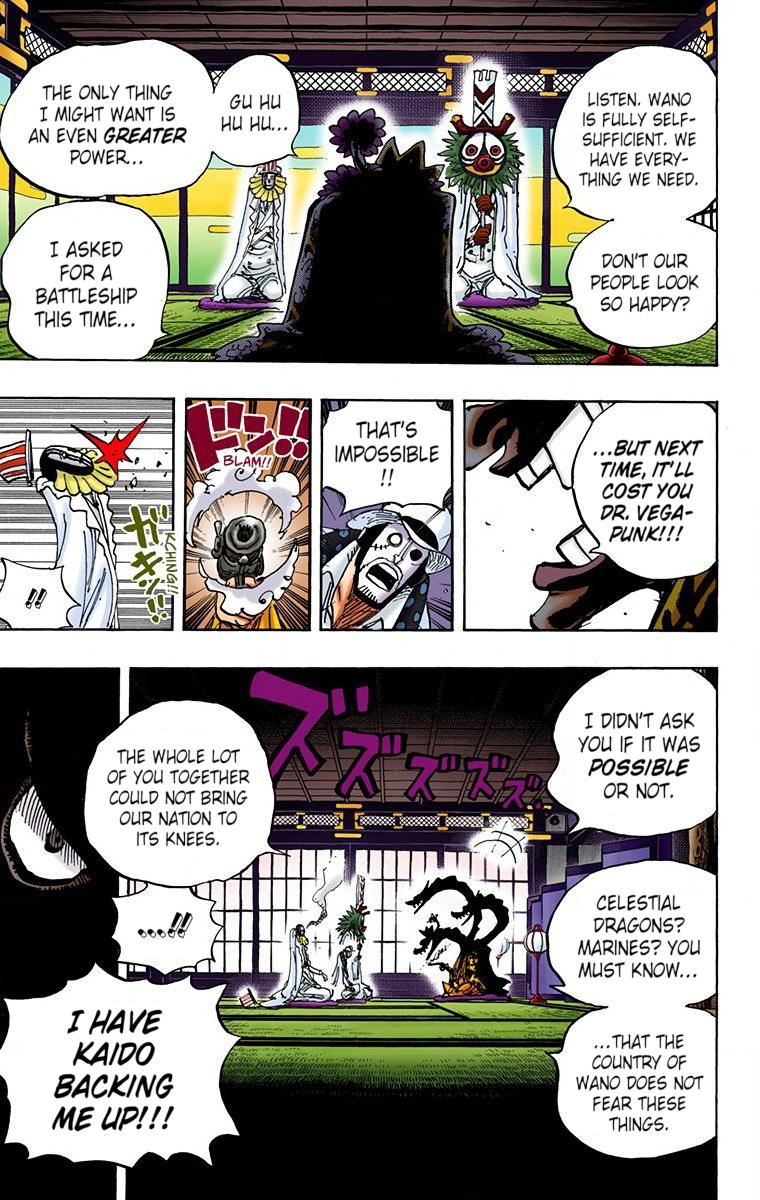 LISTEN. WANO
IS FULLY SELF-
SUFFICIENT. WE
HAVE EVERY-
THING WE NEED.
DON'T OUR
PEOPLE LOOK
SO HAPPY?
GU HU
HU HU...
THE ONLY THING
I MIGHT WANT IS
AN EVEN GREATER
POWER...
I ASKED
FOR A
BATTLESHIP
THIS TIME...
...BUT NEXT
TIME, IT'LL
COST YOU
DR. VEGA-
PUNK!!!
THAT'S
IMPOSSIBLE
!!
ドン!!
BLAM!!
ガキン!!
KCHING!!
!!
I DIDN'T ASK
YOU IF IT WAS
POSSIBLE
OR NOT.
ズズズズズズ
CELESTIAL
DRAGONS?
MARINES? YOU
MUST KNOW...
...THAT THE
COUNTRY OF
WANO DOES NOT
FEAR THESE
THINGS.
THE WHOLE LOT
OF YOU TOGETHER
COULD NOT BRING
OUR NATION TO
ITS KNEES.
...!!
I HAVE
KAIDO
BACKING
ME UP!!!